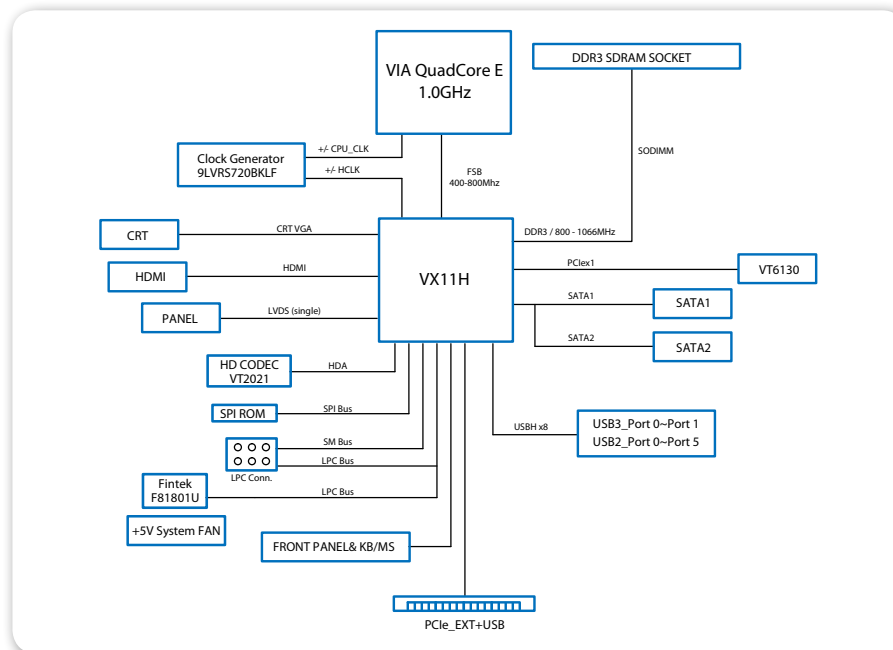 VIA QuadCore E
1.0GHz
DDR3 SDRAM SOCKET
+/- CPU_CLK
Clock Generator
9LVRS720BKLF
+/- HCLK
FSB
400-800Mhz
SODIMM
CRT
CRT VGA
DDR3 / 800 - 1066MHz
HDMI
HDMI
VX11H
PCIex1
VT6130
PANEL
LVDS (single)
SATA1
SATA1
SATA2
SATA2
HD CODEC
VT2021
HDA
SPI ROM
SPI Bus
USBH x8
USB3_Port 0~Port 1
USB2_Port 0~Port 5
SM Bus
LPC Bus
LPC Conn.
Fintek
F81801U
LPC Bus
+5V System FAN
FRONT PANEL& KB/MS
PCIe_EXT+USB